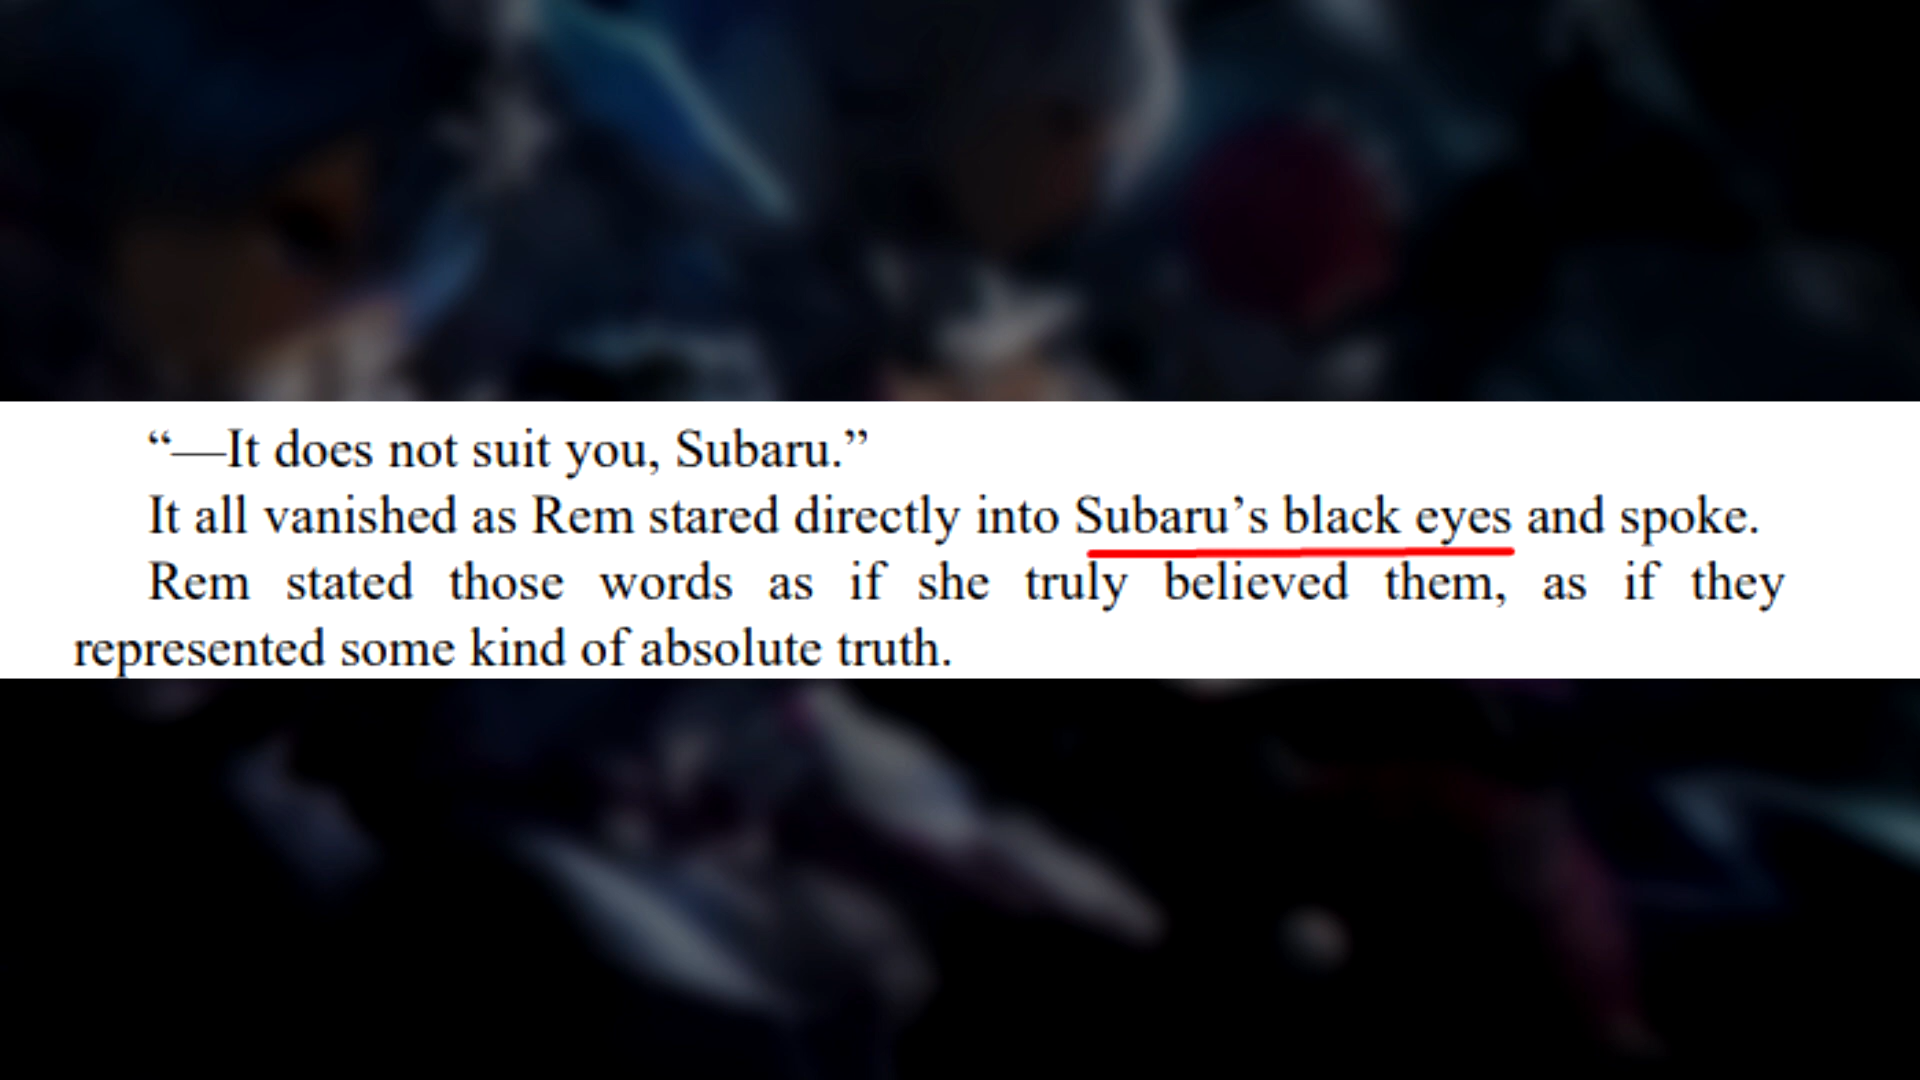 “—It does not suit you, Subaru.”
It all vanished as Rem stared directly into Subaru’s black eyes and spoke.
Rem stated those words as if she truly believed them, as if they
represented some kind of absolute truth.